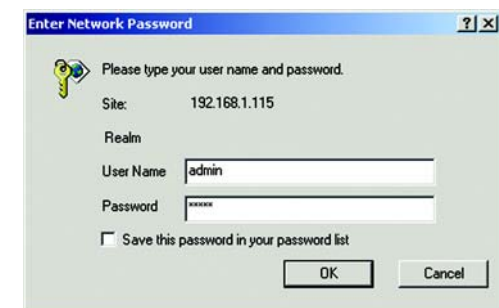 Enter Network Password
Please type your user name and password.
Site: 192.168.1.115
Realm
User Name admin
Password xxxxx
Save this password in your password list
OK Cancel